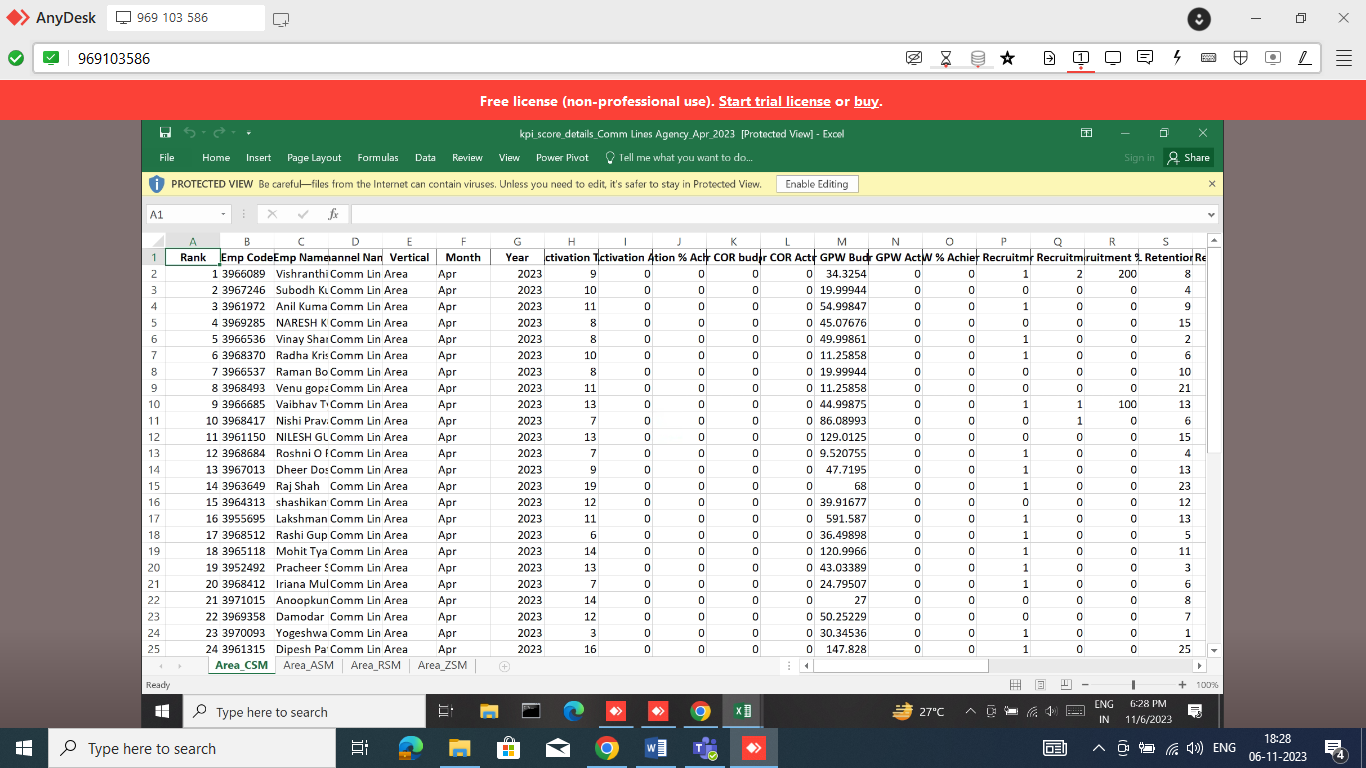 AnyDesk 969 103 586
969103586
Free license (non-professional use). Start trial license or buy.
kpi_score_details_Comm Lines Agency_Apr_2023 [Protected View] - Excel
File Home Insert Page Layout Formulas Data Review View Power Pivot Tell me what you want to do... Sign in Share
PROTECTED VIEW Be careful—files from the Internet can contain viruses. Unless you need to edit, it's safer to stay in Protected View. Enable Editing
A1 fx
A B C D E F G H I J K L M N O P Q R S
1 Rank Emp Code Emp Name annel Nan Vertical Month Year ctivation T ctivation A tion % Ach r COR bud r COR Actu GPW Bud r GPW Act W % Achie Recruitm r Recruitm ruitment % Retention Re
2 1 3966089 Vishranthi Comm Lin Area Apr 2023 9 0 0 0 0 34.3254 0 0 1 2 200 8
3 2 3967246 Subodh Ku Comm Lin Area Apr 2023 10 0 0 0 0 19.99944 0 0 0 0 0 4
4 3 3961972 Anil Kuma Comm Lin Area Apr 2023 11 0 0 0 0 54.99847 0 0 1 0 0 9
5 4 3969285 NARESH K Comm Lin Area Apr 2023 8 0 0 0 0 45.07676 0 0 0 0 0 15
6 5 3966536 Vinay Shar Comm Lin Area Apr 2023 8 0 0 0 0 49.99861 0 0 1 0 0 2
7 6 3968370 Radha Kris Comm Lin Area Apr 2023 10 0 0 0 0 11.25858 0 0 1 0 0 6
8 7 3966537 Raman Bo Comm Lin Area Apr 2023 8 0 0 0 0 19.99944 0 0 0 0 0 10
9 8 3968493 Venu gopa Comm Lin Area Apr 2023 11 0 0 0 0 11.25858 0 0 0 0 0 21
10 9 3966685 Vaibhav T Comm Lin Area Apr 2023 13 0 0 0 0 44.99875 0 0 1 1 100 13
11 10 3968417 Nishi Prav Comm Lin Area Apr 2023 7 0 0 0 0 86.08993 0 0 0 1 0 6
12 11 3961150 NILESH GU Comm Lin Area Apr 2023 13 0 0 0 0 129.0125 0 0 0 0 0 15
13 12 3968684 Roshni O F Comm Lin Area Apr 2023 7 0 0 0 0 9.520755 0 0 1 0 0 4
14 13 3967013 Dheer Dos Comm Lin Area Apr 2023 9 0 0 0 0 47.7195 0 0 1 0 0 13
15 14 3963649 Raj Shah Comm Lin Area Apr 2023 19 0 0 0 0 68 0 0 1 0 0 23
16 15 3964313 shashikan Comm Lin Area Apr 2023 12 0 0 0 0 39.91677 0 0 0 0 0 12
17 16 3955695 Lakshman Comm Lin Area Apr 2023 11 0 0 0 0 591.587 0 0 1 0 0 13
18 17 3968512 Rashi Gup Comm Lin Area Apr 2023 6 0 0 0 0 36.49898 0 0 1 0 0 5
19 18 3965118 Mohit Tya Comm Lin Area Apr 2023 14 0 0 0 0 120.9966 0 0 1 0 0 11
20 19 3952492 Pracheer S Comm Lin Area Apr 2023 13 0 0 0 0 43.03389 0 0 1 0 0 3
21 20 3968412 Iriana Mul Comm Lin Area Apr 2023 7 0 0 0 0 24.79507 0 0 1 0 0 6
22 21 3971015 Anoopkun Comm Lin Area Apr 2023 14 0 0 0 0 27 0 0 0 0 0 8
23 22 3969358 Damodar Comm Lin Area Apr 2023 12 0 0 0 0 50.25229 0 0 0 0 0 7
24 23 3970093 Yogeshwa Comm Lin Area Apr 2023 3 0 0 0 0 30.34536 0 0 1 0 0 1
25 24 3961315 Dipesh Pa Comm Lin Area Apr 2023 16 0 0 0 0 147.828 0 0 1 0 0 25
Area_CSM Area_ASM Area_RSM Area_ZSM
Ready 100%
Type here to search 27°C ENG IN 6:28 PM 11/6/2023
Type here to search ENG 18:28 06-11-2023 4